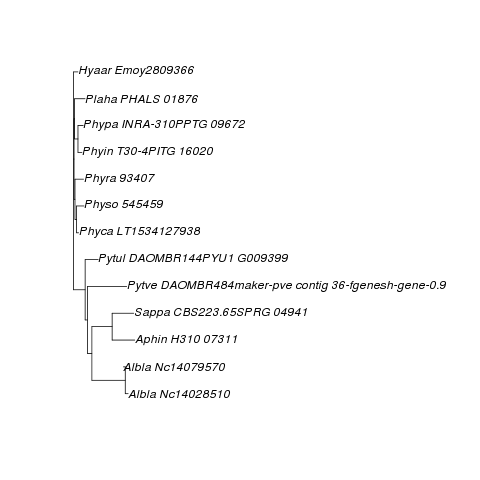 Hyaar Emoy2809366
Plaha PHALS 01876
Phypa INRA-310PPTG 09672
Phyin T30-4PITG 16020
Phyra 93407
Physo 545459
Phyca LT1534127938
Pytul DAOMBR144PYU1 G009399
Pytve DAOMBR484maker-pve contig 36-fgenesh-gene-0.9
Sappa CBS223.65SPRG 04941
Aphin H310 07311
Albla Nc14079570
Albla Nc14028510